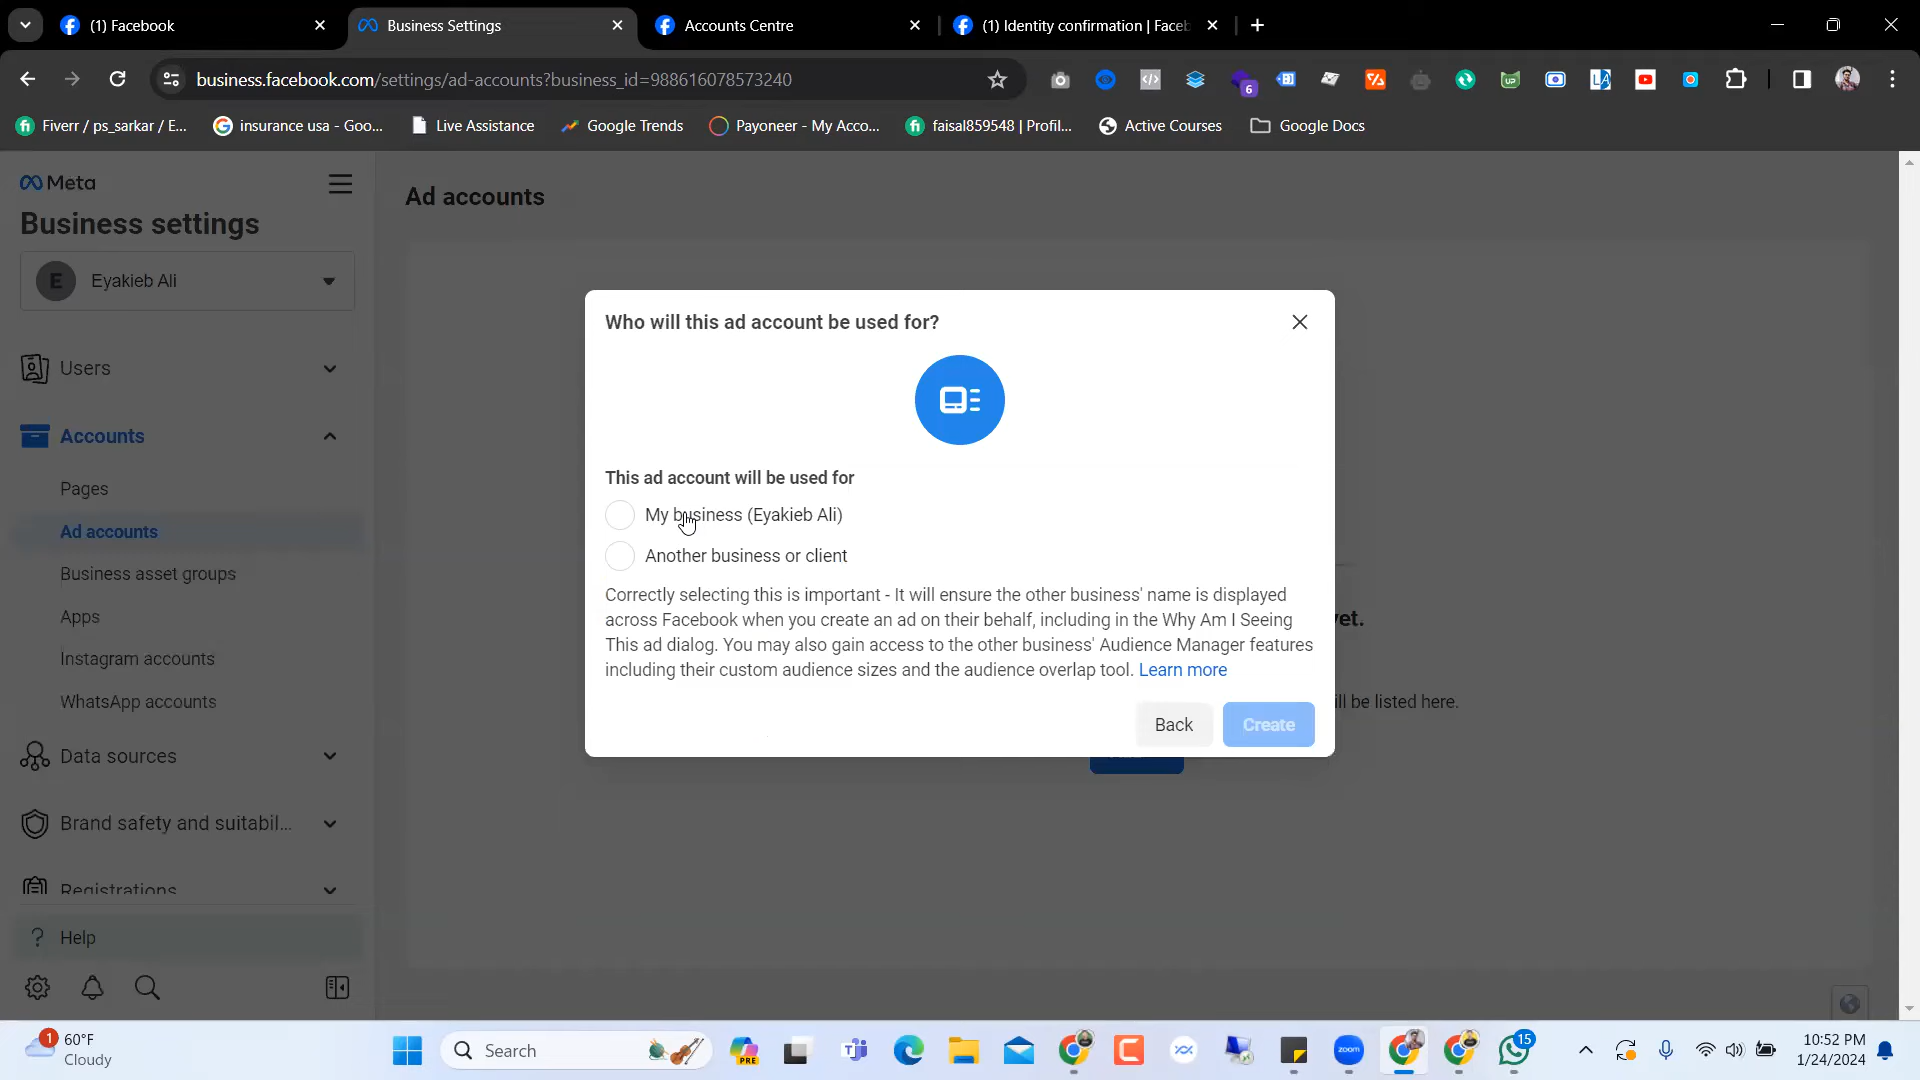 (1) Facebook
Business Settings
Accounts Centre
(1) Identity confirmation | Faceb
business.facebook.com/settings/ad-accounts?business_id=988616078573240
6
UP
Fiverr / ps_sarkar / E...
insurance usa - Goo...
Live Assistance
Google Trends
Payoneer - My Acco...
faisal859548 | Profil...
Active Courses
Google Docs
Meta
Business settings
E
Eyakieb Ali
Users
Accounts
Pages
Ad accounts
Business asset groups
Apps
Instagram accounts
WhatsApp accounts
Data sources
Brand safety and suitabil...
Registrations
? Help
Ad accounts
Who will this ad account be used for?
This ad account will be used for
My business (Eyakieb Ali)
Another business or client
Correctly selecting this is important - It will ensure the other business' name is displayed
across Facebook when you create an ad on their behalf, including in the Why Am I Seeing
This ad dialog. You may also gain access to the other business' Audience Manager features
including their custom audience sizes and the audience overlap tool. Learn more
Back
Create
yet.
ill be listed here.
1
60°F
Cloudy
Search
PRE
zoom
15
10:52 PM
1/24/2024